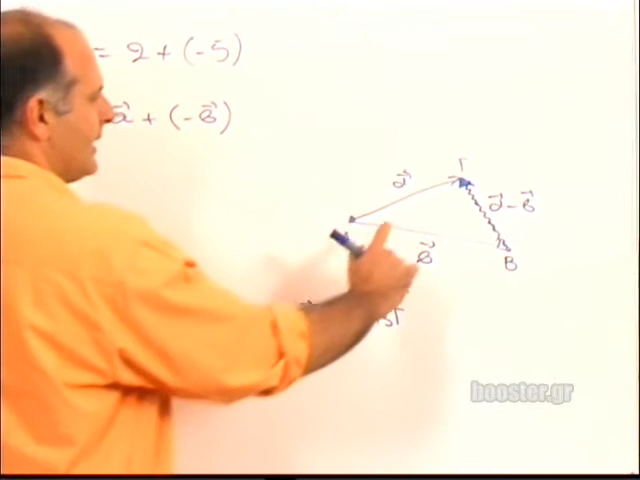 = 2 + (-5)
α⃗ + (-β⃗)
Γ
α⃗
α⃗ - β⃗
β⃗
B
booster.gr